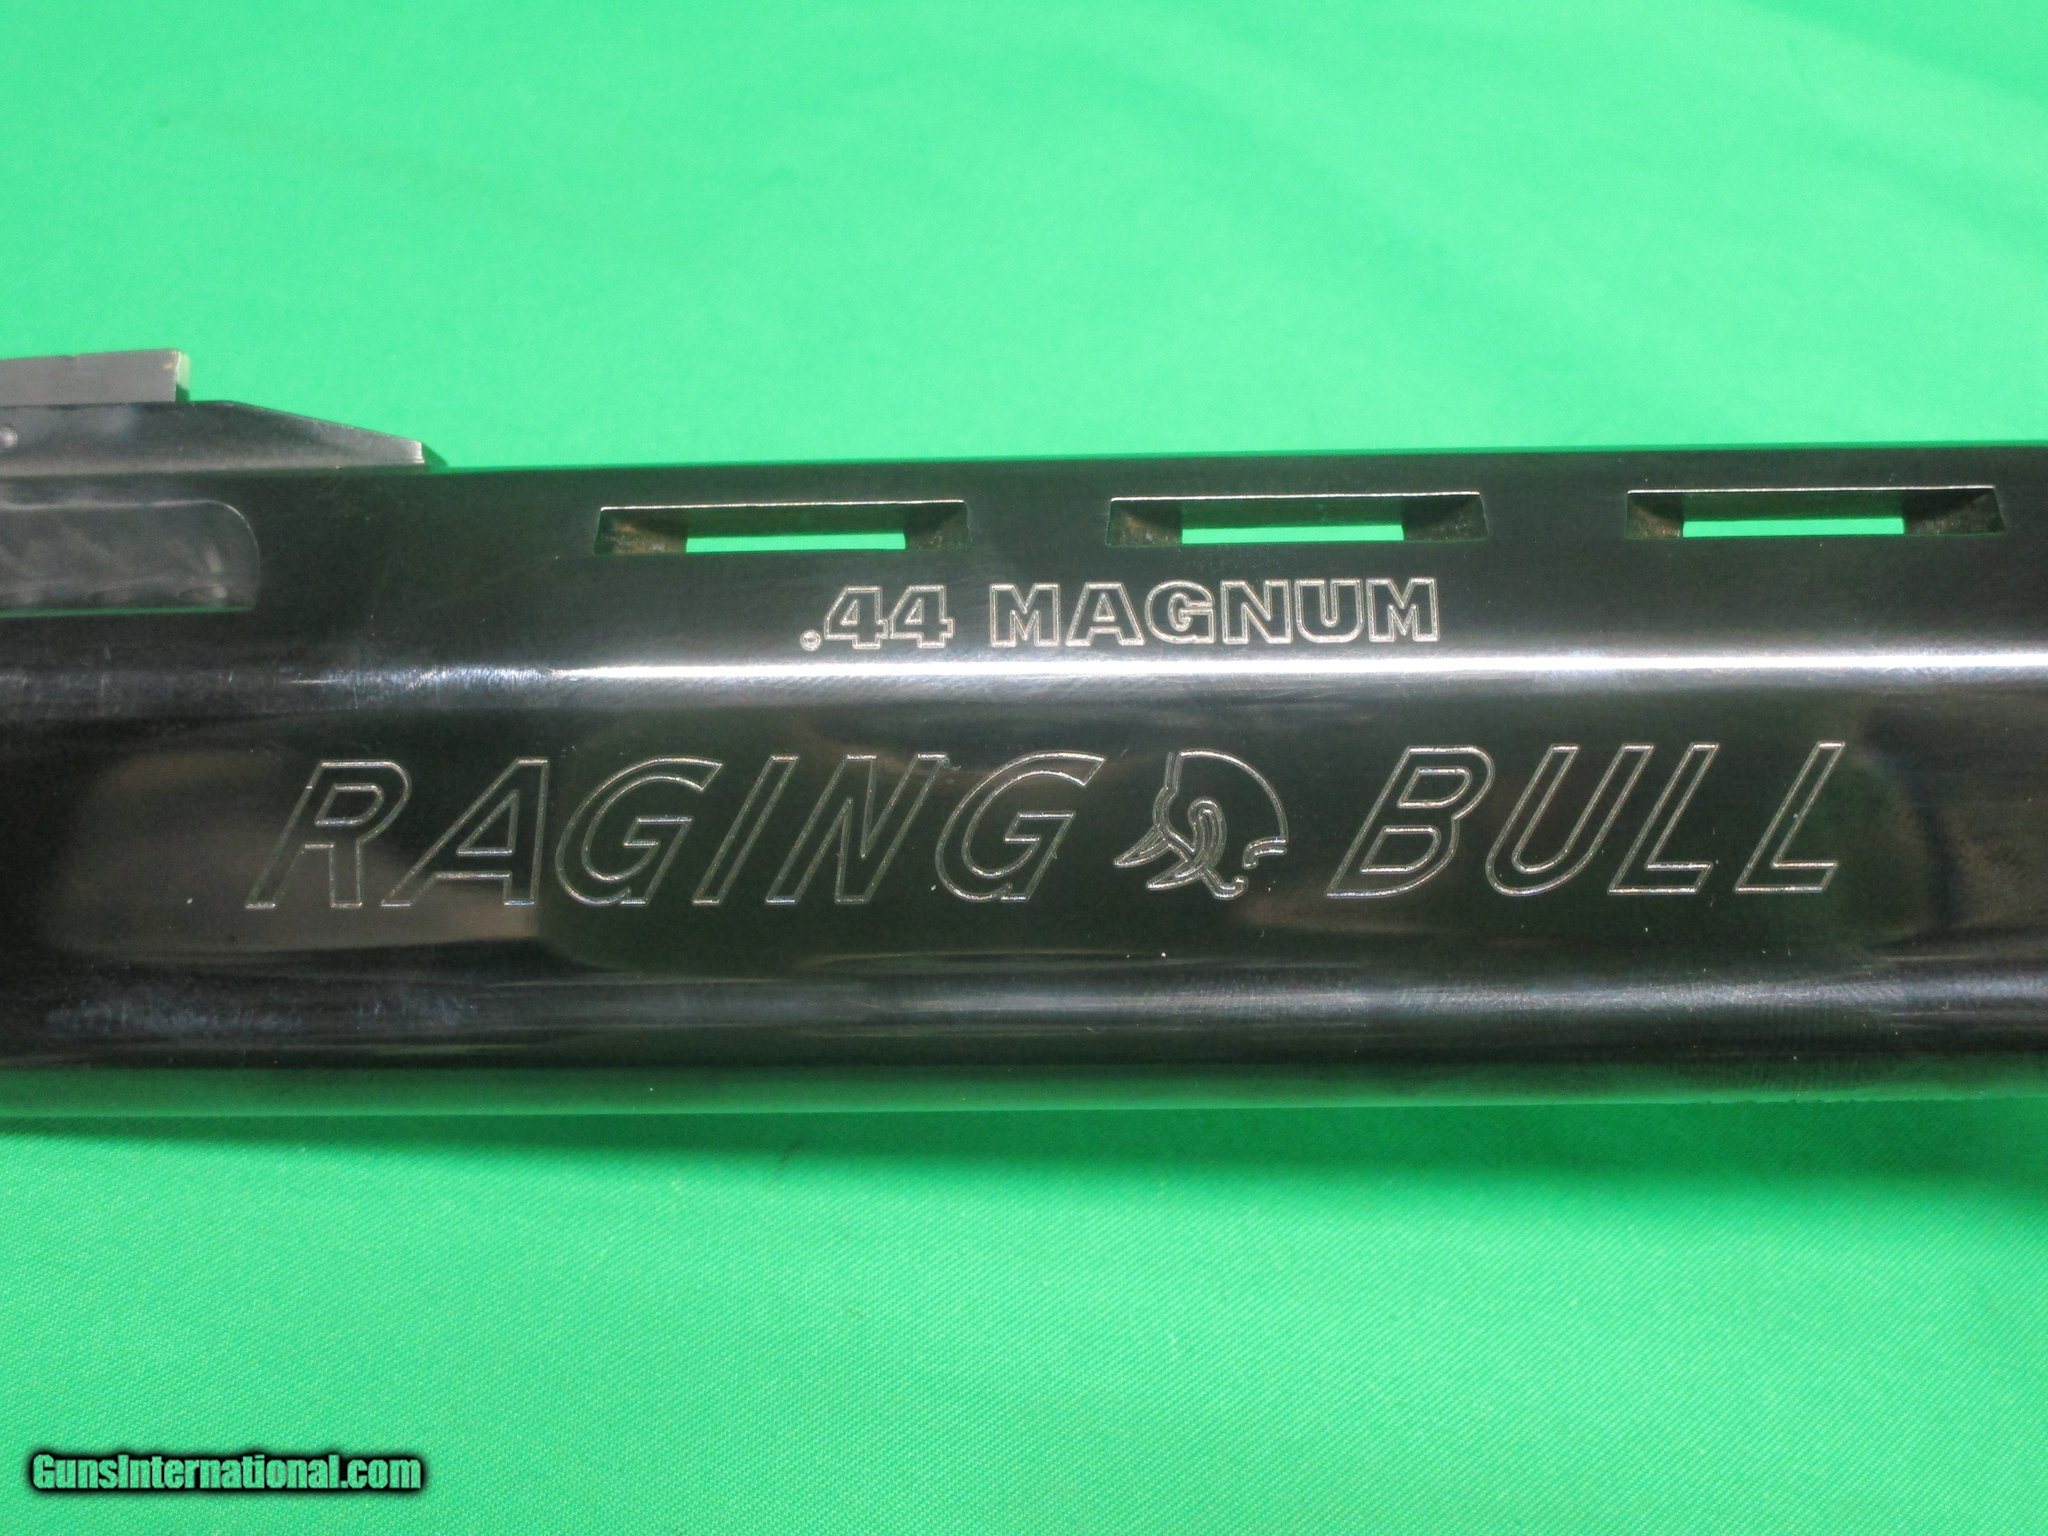 .44 MAGNUM
RAGING BULL
GunsInternational.com